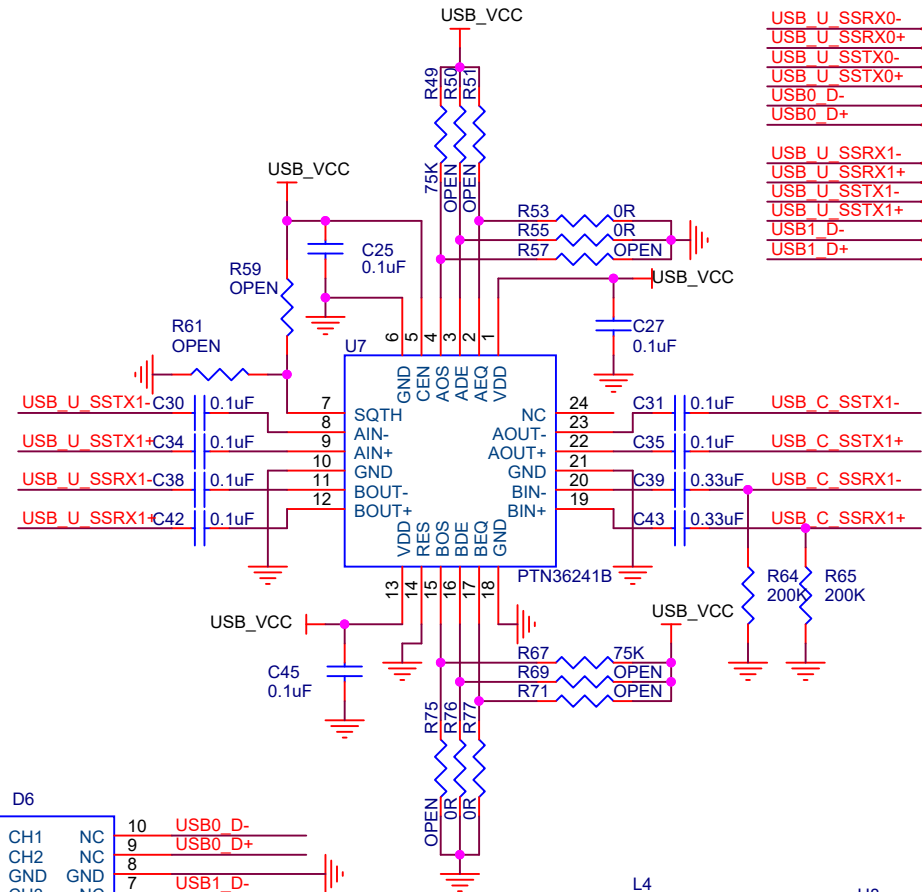 USB_VCC
USB_U_SSRX0-
USB_U_SSRX0+
USB_U_SSTX0-
USB_U_SSTX0+
USB0_D-
USB0_D+
USB_U_SSRX1-
USB_U_SSRX1+
USB_U_SSTX1-
USB_U_SSTX1+
USB1_D-
USB1_D+
R49
R50
R51
75K
OPEN
OPEN
USB_VCC
C25
0.1uF
R59
OPEN
R53 0R
R55 0R
R57 OPEN
USB_VCC
C27
0.1uF
R61
OPEN
U7
6 5 4 3 2 1
GND CEN AOS ADE AEQ VDD
USB_U_SSTX1- C30 0.1uF
USB_U_SSTX1+ C34 0.1uF
USB_U_SSRX1- C38 0.1uF
USB_U_SSRX1+ C42 0.1uF
7 SQTH
8 AIN-
9 AIN+
10 GND
11 BOUT-
12 BOUT+
NC 24
AOUT- 23
AOUT+ 22
GND 21
BIN- 20
BIN+ 19
C31 0.1uF USB_C_SSTX1-
C35 0.1uF USB_C_SSTX1+
C39 0.33uF USB_C_SSRX1-
C43 0.33uF USB_C_SSRX1+
VDD RES BOS BDE BEQ GND
13 14 15 16 17 18
PTN36241B
R64
200K
R65
200K
USB_VCC
USB_VCC
C45
0.1uF
R67 75K
R69 OPEN
R71 OPEN
R75
R76
R77
OPEN
0R
0R
D6
CH1 NC 10 USB0_D-
CH2 NC 9 USB0_D+
GND GND 8
7 USB1_D-
L4